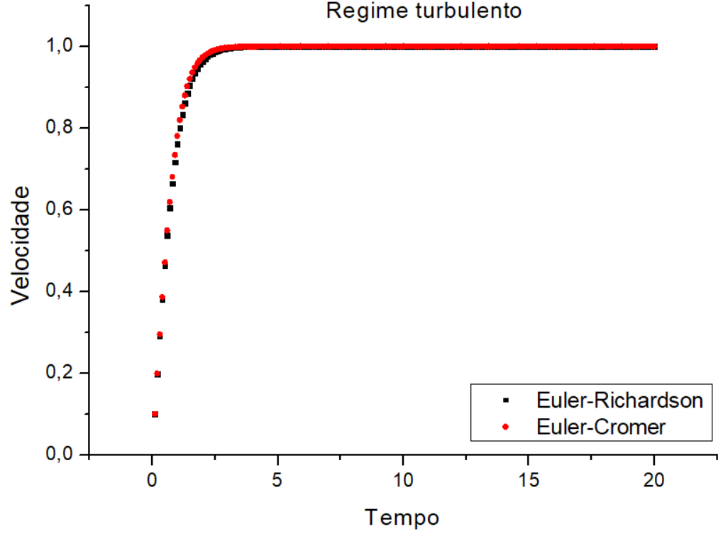 Regime turbulento
1,0
0,8
0,6
0,4
0,2
0,0
Velocidade
Euler-Richardson
Euler-Cromer
0
5
10
15
20
Tempo